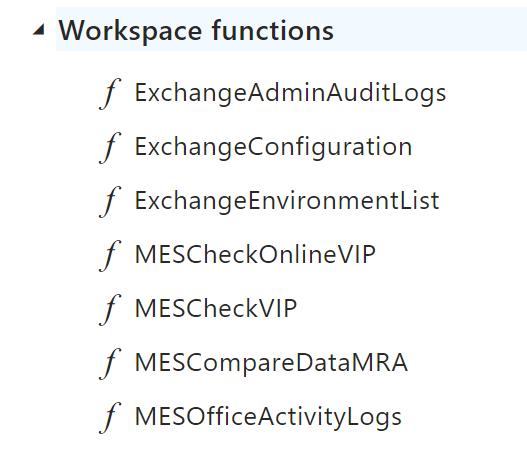 Workspace functions
ƒ ExchangeAdminAuditLogs
ƒ ExchangeConfiguration
ƒ ExchangeEnvironmentList
ƒ MESCheckOnlineVIP
ƒ MESCheckVIP
ƒ MESCompareDataMRA
ƒ MESOfficeActivityLogs